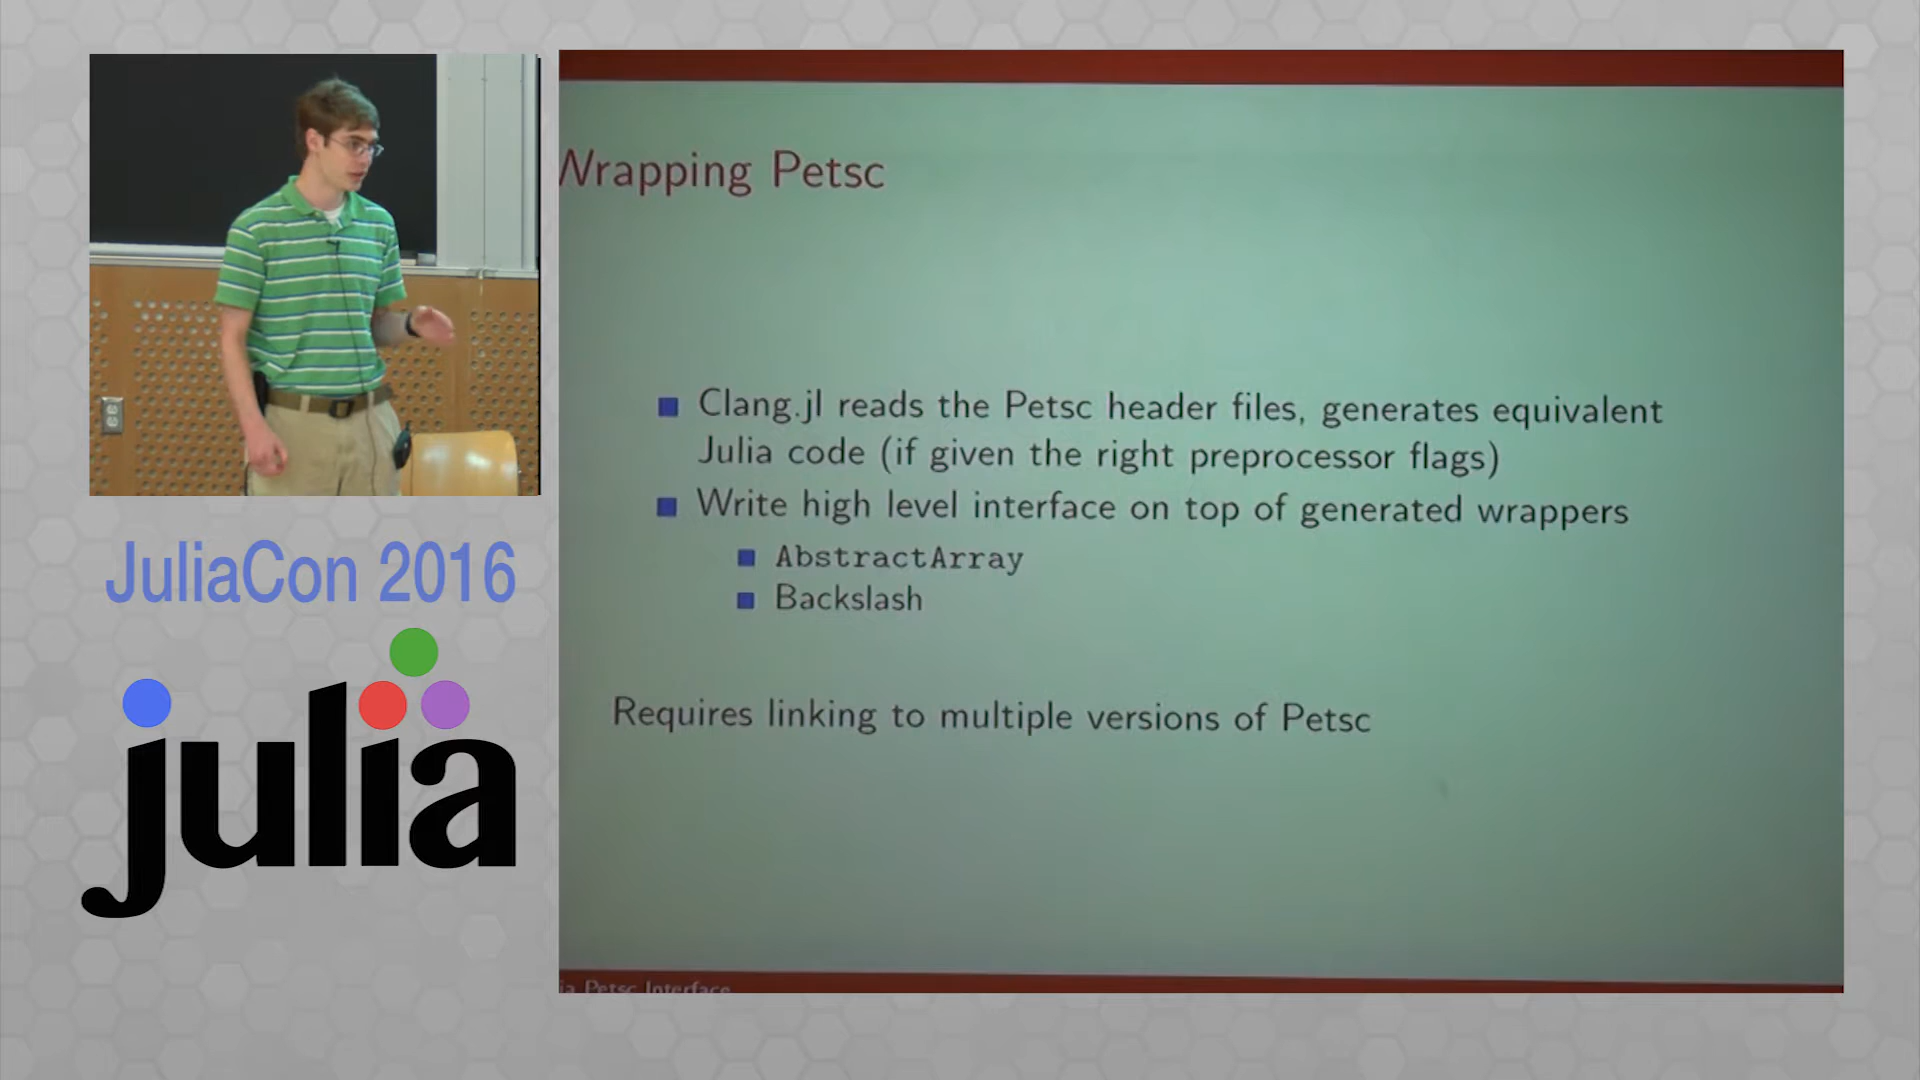 Wrapping Petsc
Clang.jl reads the Petsc header files, generates equivalent
Julia code (if given the right preprocessor flags)
Write high level interface on top of generated wrappers
AbstractArray
Backslash
Requires linking to multiple versions of Petsc
Petsc Interface
JuliaCon 2016
julia